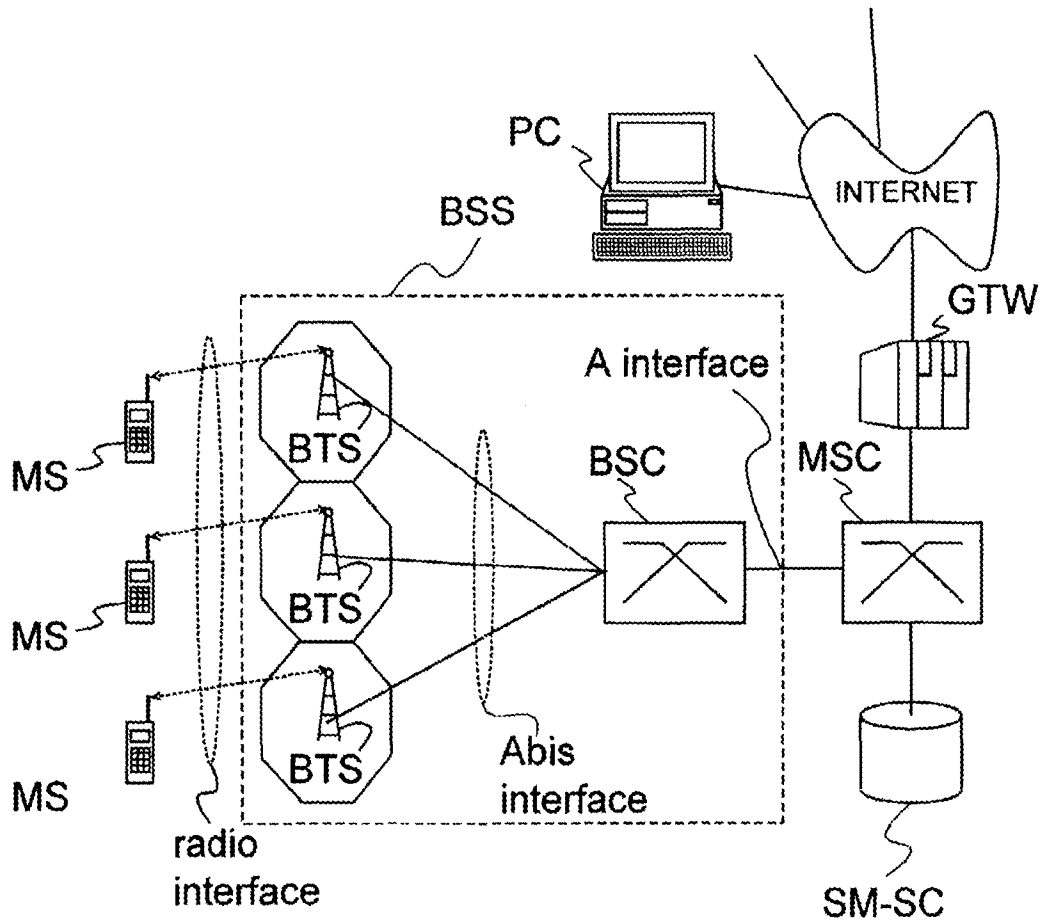 PC
INTERNET
BSS
GTW
A interface
BTS
MS
BSC
MSC
BTS
MS
BTS
Abis
interface
MS
radio
interface
SM-SC